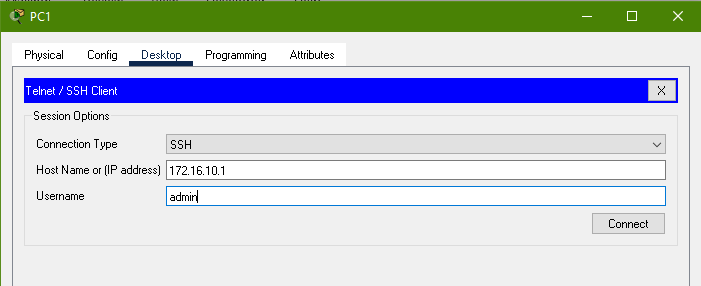 PC1
Physical Config Desktop Programming Attributes
Telnet / SSH Client X
Session Options
Connection Type SSH
Host Name or (IP address) 172.16.10.1
Username admin
Connect